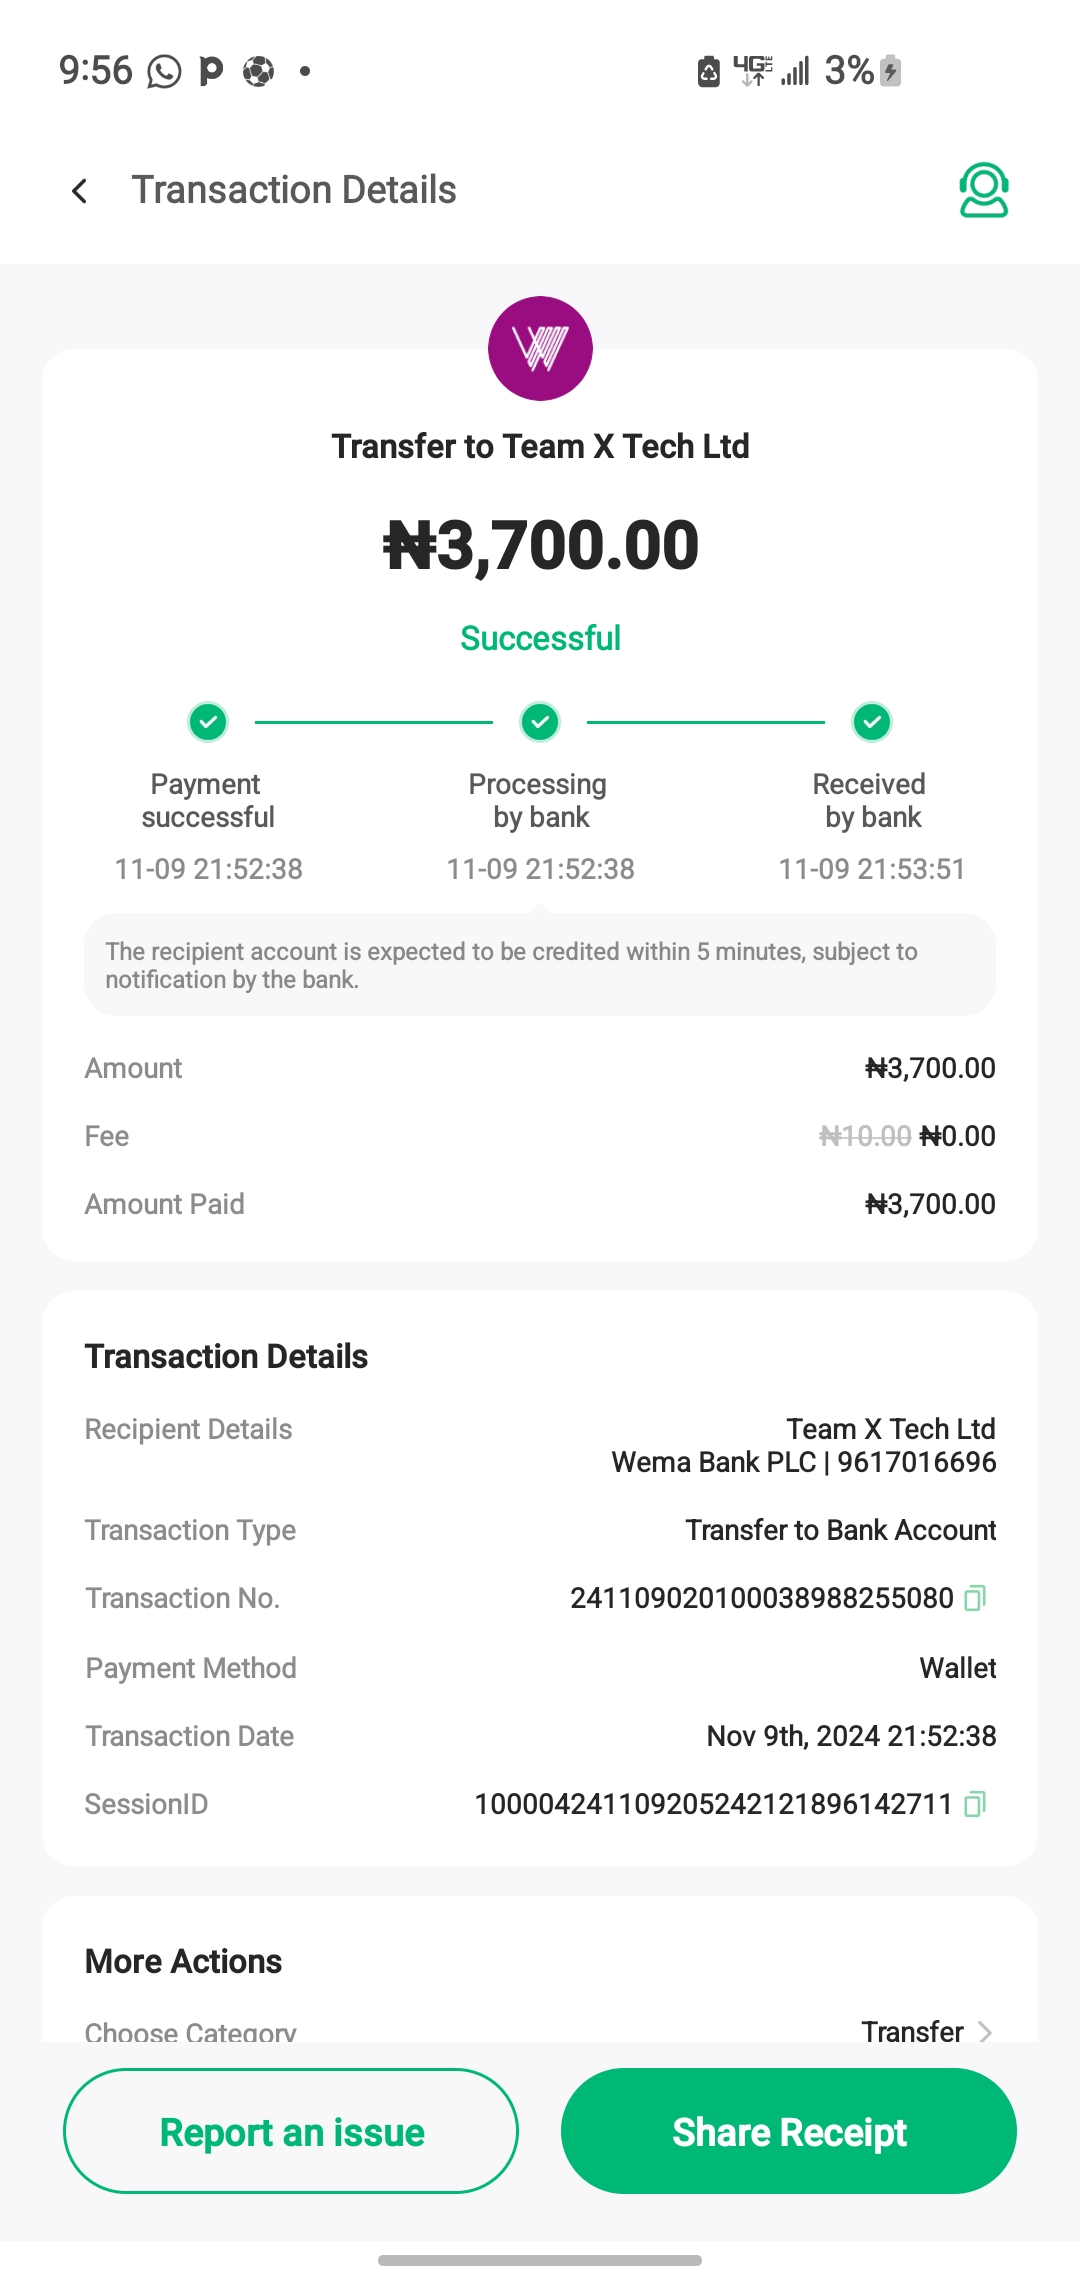 9:56
4G LTE 3%
Transaction Details
Transfer to Team X Tech Ltd
₦3,700.00
Successful
Payment successful
Processing by bank
Received by bank
11-09 21:52:38
11-09 21:52:38
11-09 21:53:51
The recipient account is expected to be credited within 5 minutes, subject to
notification by the bank.
Amount ₦3,700.00
Fee ₦10.00 ₦0.00
Amount Paid ₦3,700.00
Transaction Details
Recipient Details Team X Tech Ltd
Wema Bank PLC | 9617016696
Transaction Type Transfer to Bank Account
Transaction No. 241109020100038988255080
Payment Method Wallet
Transaction Date Nov 9th, 2024 21:52:38
SessionID 100004241109205242121896142711
More Actions
Choose Category Transfer
Report an issue
Share Receipt